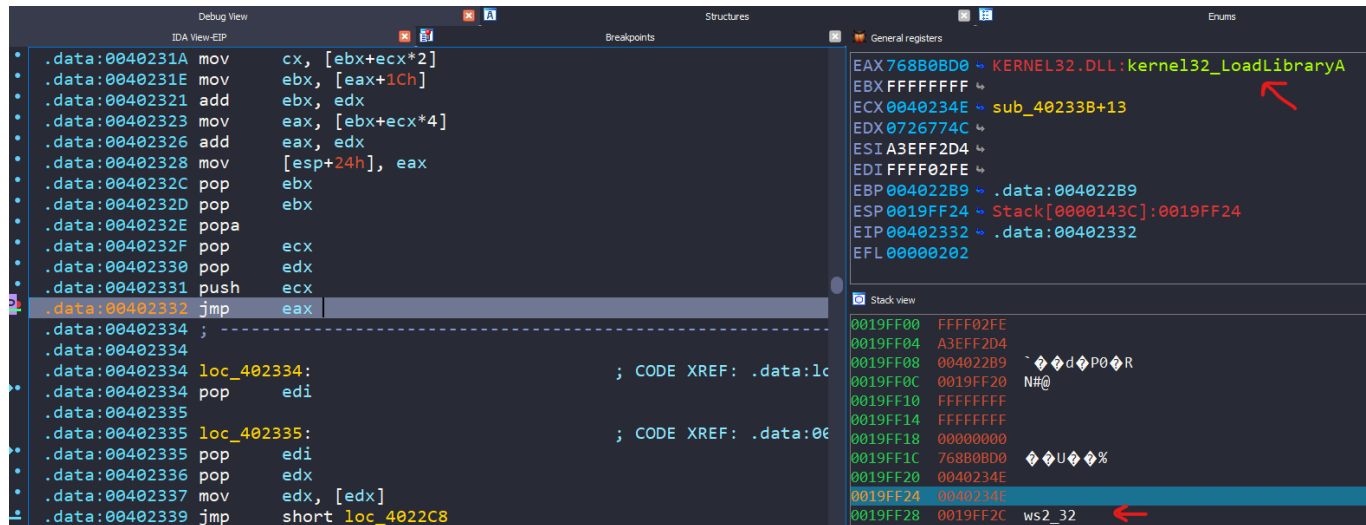 Debug View
Structures
Enums
IDA View-EIP
Breakpoints
General registers
.data:0040231A mov cx, [ebx+ecx*2]
.data:0040231E mov ebx, [eax+1Ch]
.data:00402321 add ebx, edx
.data:00402323 mov eax, [ebx+ecx*4]
.data:00402326 add eax, edx
.data:00402328 mov [esp+24h], eax
.data:0040232C pop ebx
.data:0040232D pop ebx
.data:0040232E popa
.data:0040232F pop ecx
.data:00402330 pop edx
.data:00402331 push ecx
.data:00402332 jmp eax
.data:00402334 ; ----------------------------------------------------------
.data:00402334
.data:00402334 loc_402334: ; CODE XREF: .data:lo
.data:00402334 pop edi
.data:00402335
.data:00402335 loc_402335: ; CODE XREF: .data:00
.data:00402335 pop edi
.data:00402336 pop edx
.data:00402337 mov edx, [edx]
.data:00402339 jmp short loc_4022C8
EAX 768B0BD0 KERNEL32.DLL:kernel32_LoadLibraryA
EBX FFFFFFFF
ECX 0040234E sub_40233B+13
EDX 0726774C
ESI A3EFF2D4
EDI FFFF02FE
EBP 004022B9 .data:004022B9
ESP 0019FF24 Stack[0000143C]:0019FF24
EIP 00402332 .data:00402332
EFL 00000202
Stack view
0019FF00 FFFF02FE
0019FF04 A3EFF2D4
0019FF08 004022B9 `��d�P0�R
0019FF0C 0019FF20 N#@
0019FF10 FFFFFFFF
0019FF14 FFFFFFFF
0019FF18 00000000
0019FF1C 768B0BD0 ��U��%
0019FF20 0040234E
0019FF24 0040234E
0019FF28 0019FF2C ws2_32